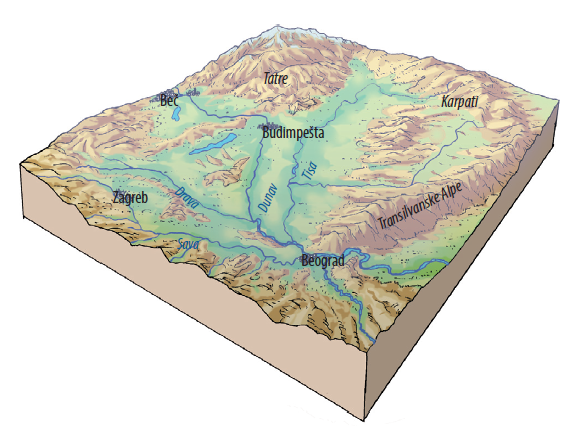 Tatre
Beč
Karpati
Budimpešta
Tisa
Transilvanske Alpe
Zagreb
Drava
Dunav
Sava
Beograd